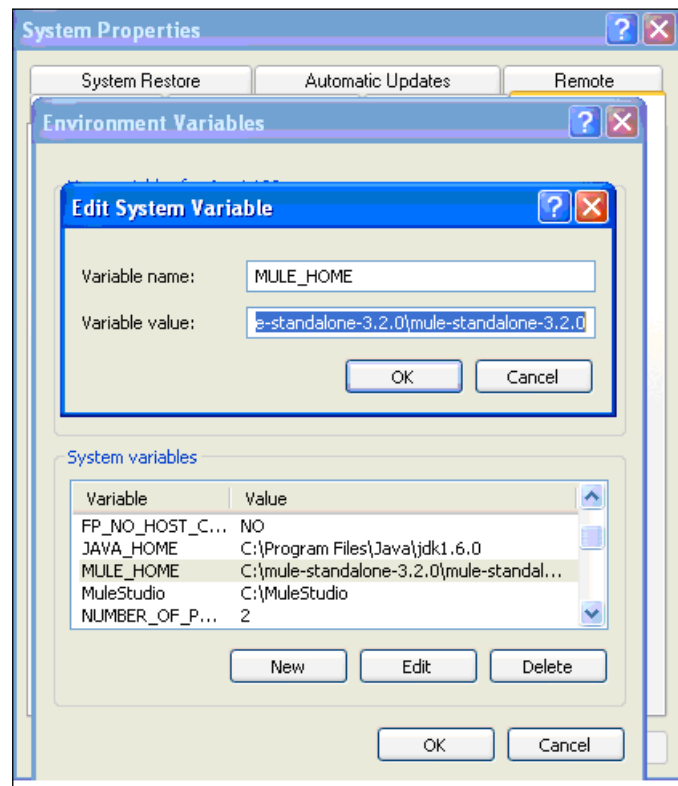 System Properties
System Restore Automatic Updates Remote
Environment Variables
Edit System Variable
Variable name: MULE_HOME
Variable value: e-standalone-3.2.0\mule-standalone-3.2.0
OK Cancel
System variables
Variable Value
FP_NO_HOST_C... NO
JAVA_HOME C:\Program Files\Java\jdk1.6.0
MULE_HOME C:\mule-standalone-3.2.0\mule-standal...
MuleStudio C:\MuleStudio
NUMBER_OF_P... 2
New Edit Delete
OK Cancel